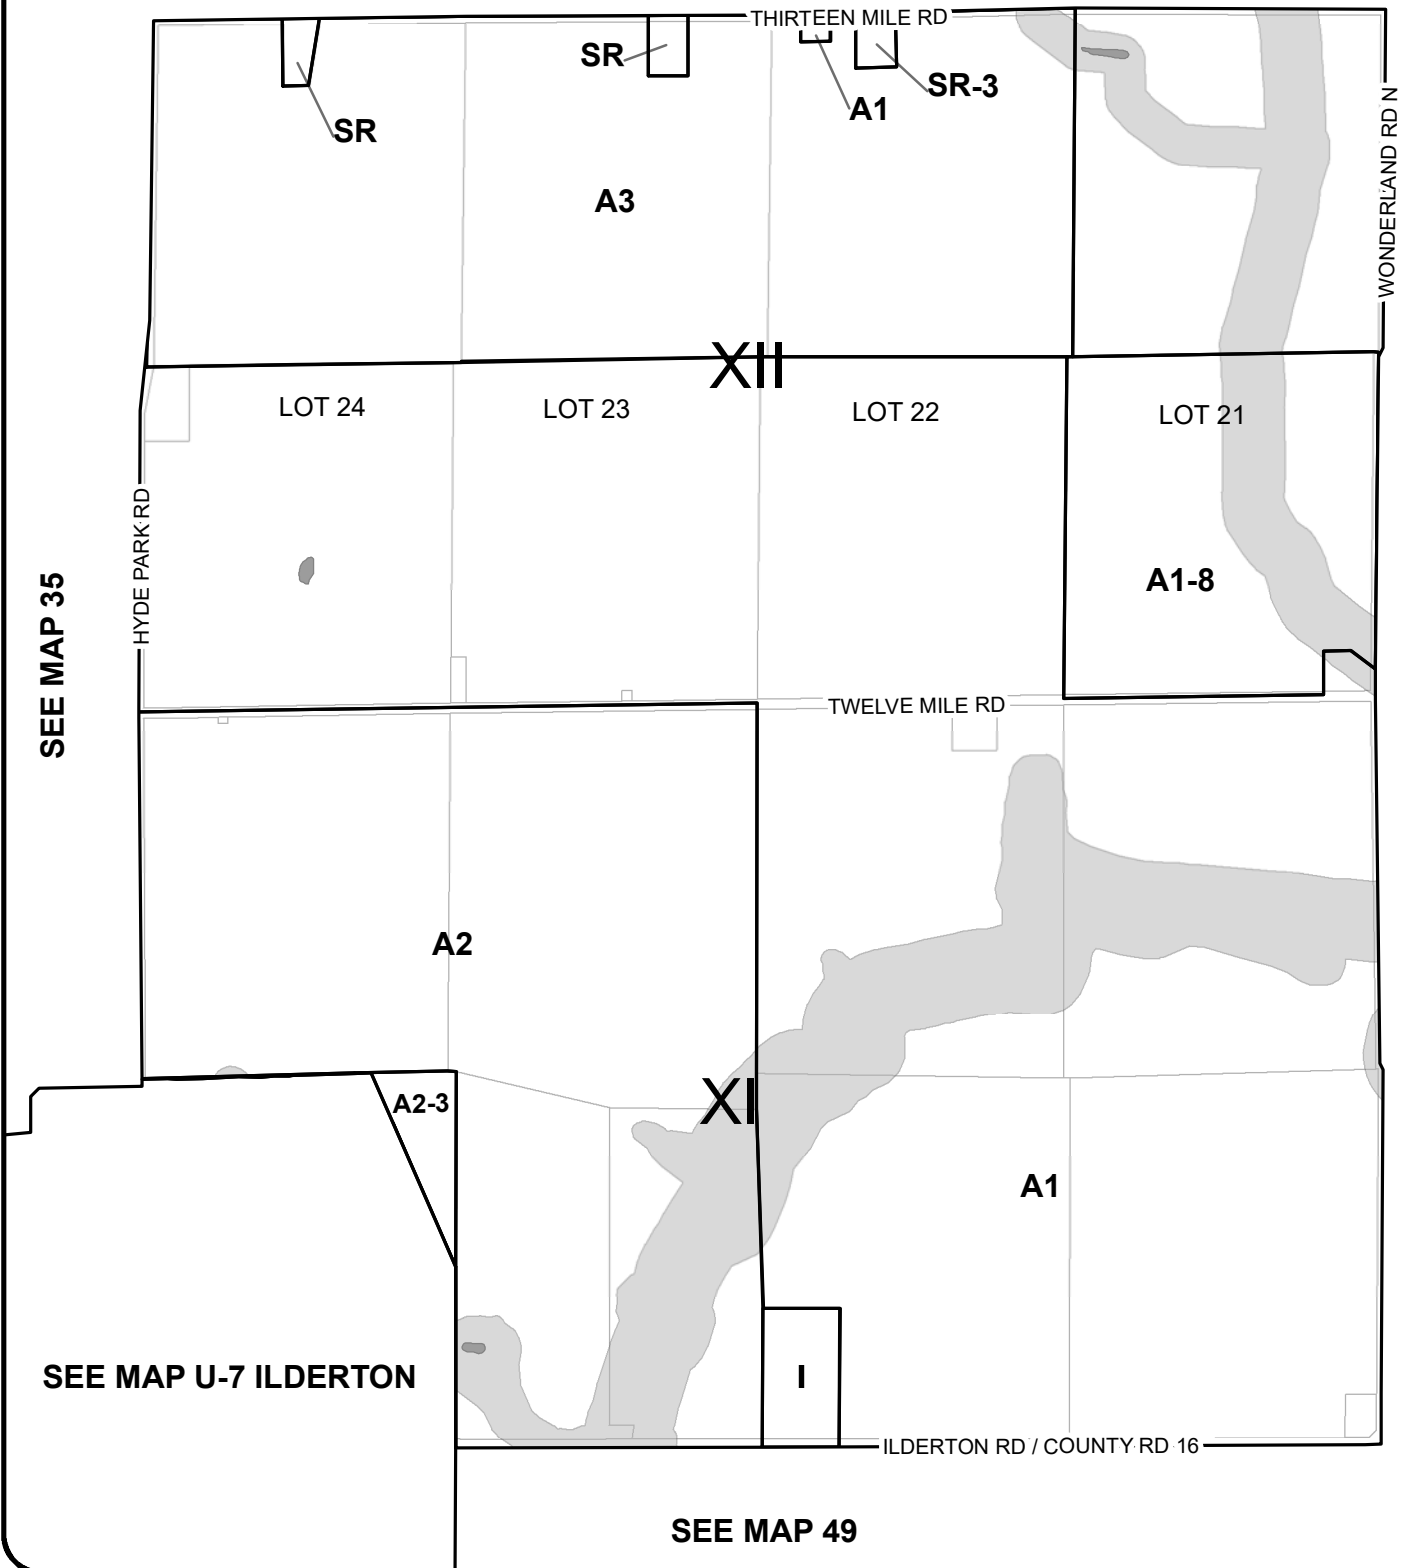 THIRTEEN MILE RD
SR
SR-3
A1
SR
WONDERLAND RD N
A3
XII
LOT 24
LOT 23
LOT 22
LOT 21
HYDE PARK RD
SEE MAP 35
A1-8
TWELVE MILE RD
A2
A2-3
XI
A1
SEE MAP U-7 ILDERTON
I
ILDERTON RD / COUNTY RD 16
SEE MAP 49